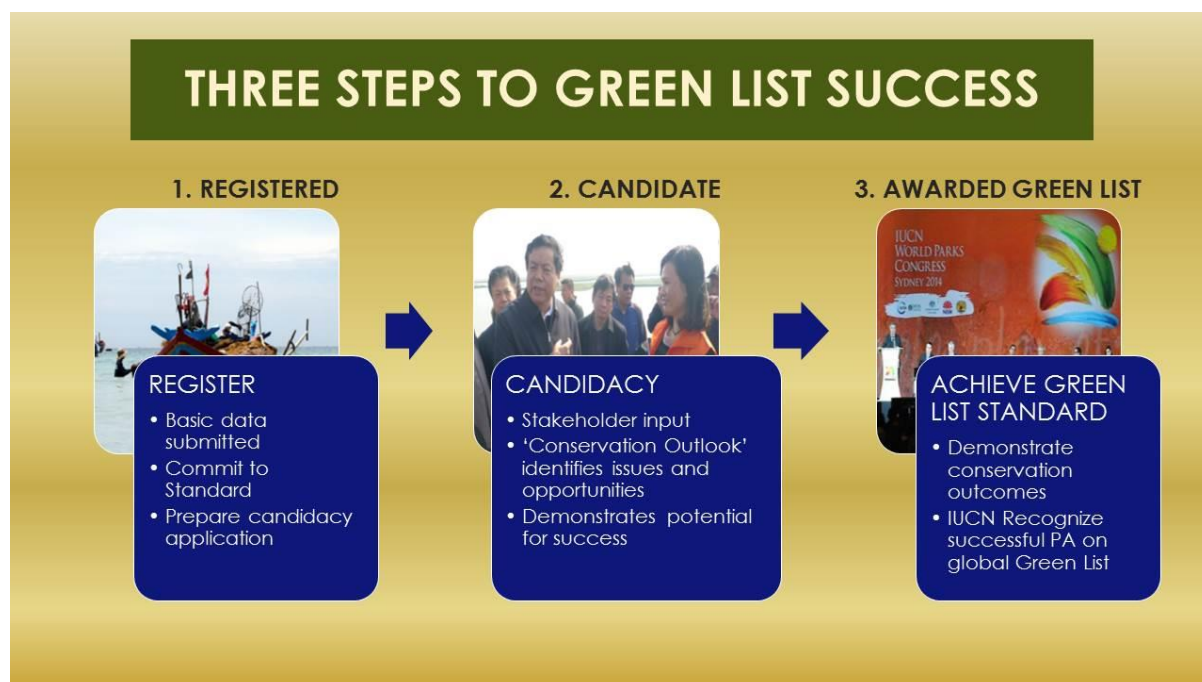 THREE STEPS TO GREEN LIST SUCCESS
1. REGISTERED
REGISTER
• Basic data
submitted
• Commit to
Standard
• Prepare candidacy
application
2. CANDIDATE
CANDIDACY
• Stakeholder input
• ‘Conservation Outlook’
identifies issues and
opportunities
• Demonstrates potential
for success
3. AWARDED GREEN LIST
IUCN
WORLD PARKS
CONGRESS
SYDNEY 2014
ACHIEVE GREEN
LIST STANDARD
• Demonstrate
conservation
outcomes
• IUCN Recognize
successful PA on
global Green List